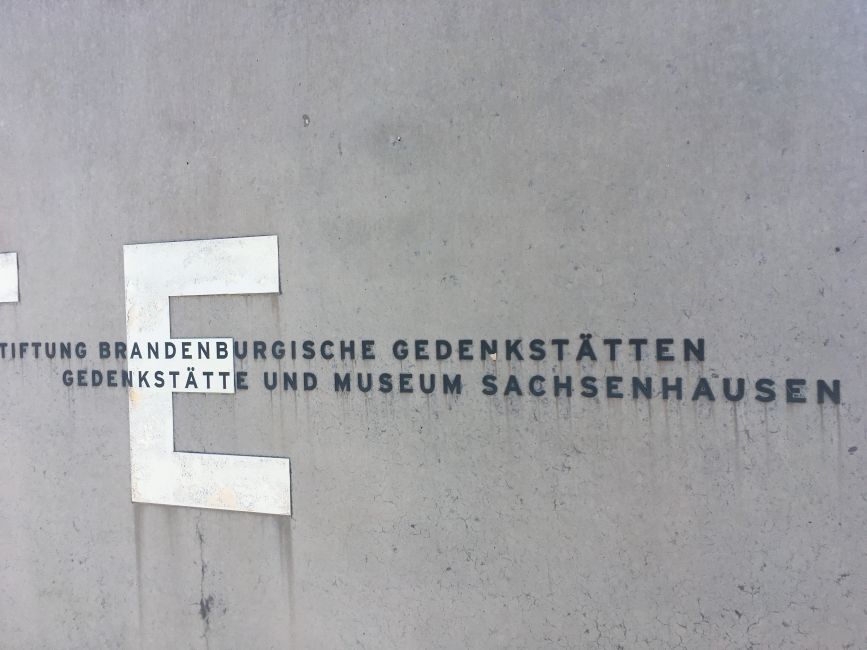 E
TIFTUNG BRANDENBURGISCHE GEDENKSTÄTTEN
GEDENKSTÄTTE UND MUSEUM SACHSENHAUSEN